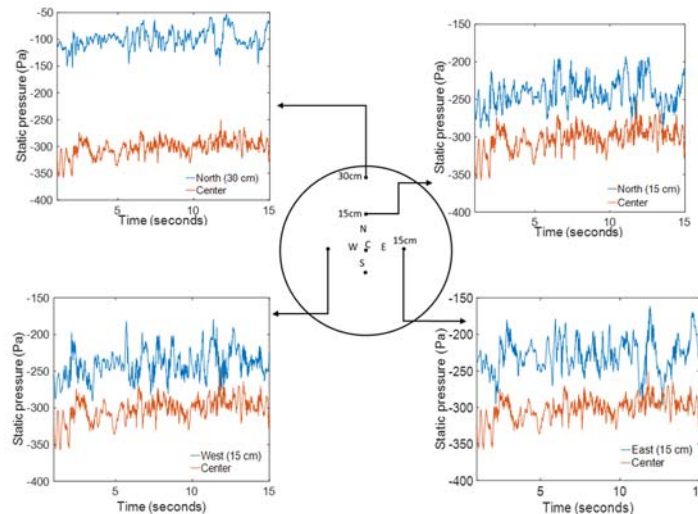 -50
-100
-150
-200
-250
-300
-350
-400
Static pressure (Pa)
North (30 cm)
Center
5
10
15
Time (seconds)
-150
-200
-250
-300
-350
-400
Static pressure (Pa)
North (15 cm)
Center
5
10
15
Time (seconds)
30cm
15cm
N
W C E 15cm
S
-150
-200
-250
-300
-350
-400
Static pressure (Pa)
West (15 cm)
Center
5
10
15
Time (seconds)
-150
-200
-250
-300
-350
-400
Static pressure (Pa)
East (15 cm)
Center
5
10
15
Time (seconds)